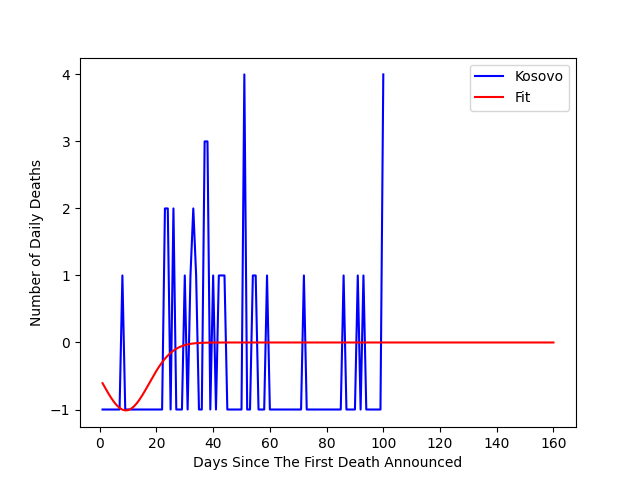 Kosovo
Fit
Number of Daily Deaths
4
3
2
1
0
−1
0 20 40 60 80 100 120 140 160
Days Since The First Death Announced